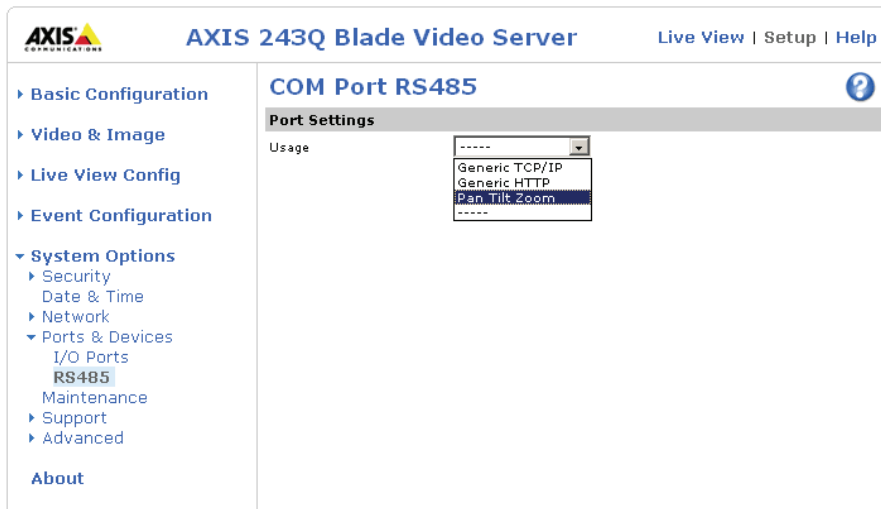 AXIS
COMMUNICATIONS
AXIS 243Q Blade Video Server
Live View | Setup | Help
Basic Configuration
Video & Image
Live View Config
Event Configuration
System Options
Security
Date & Time
Network
Ports & Devices
I/O Ports
RS485
Maintenance
Support
Advanced
About
COM Port RS485
?
Port Settings
Usage
-----
Generic TCP/IP
Generic HTTP
Pan Tilt Zoom
-----